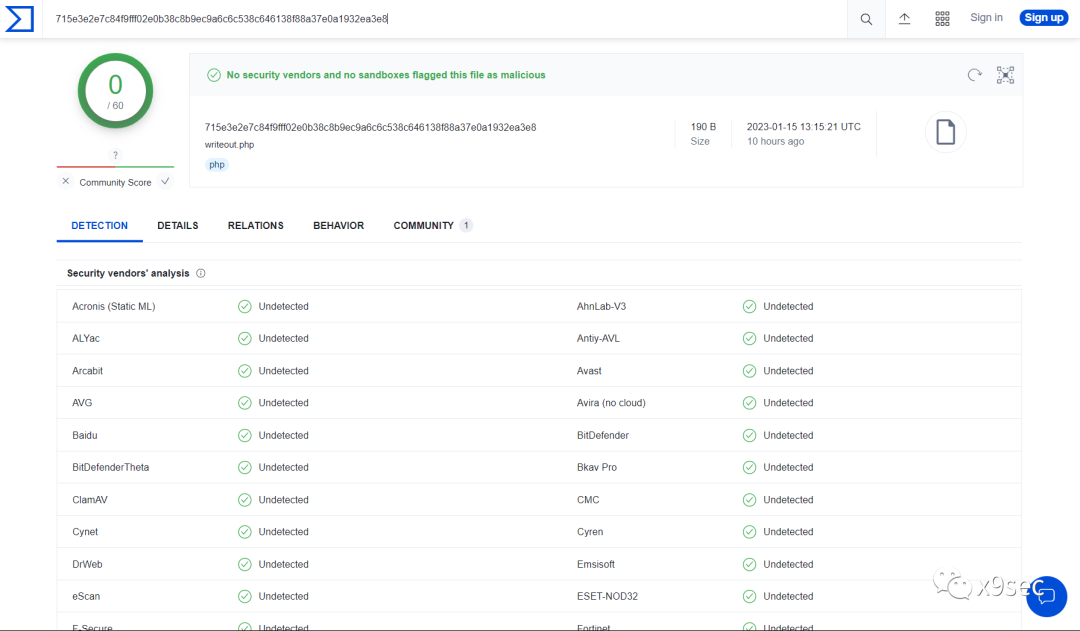 715e3e2e7c84f9fff02e0b38c8b9ec9a6c6c538c646138f88a37e0a1932ea3e8
Sign in
Sign up
0
/ 60
?
Community Score
No security vendors and no sandboxes flagged this file as malicious
715e3e2e7c84f9fff02e0b38c8b9ec9a6c6c538c646138f88a37e0a1932ea3e8
writeout.php
php
190 B
Size
2023-01-15 13:15:21 UTC
10 hours ago
DETECTION DETAILS RELATIONS BEHAVIOR COMMUNITY 1
Security vendors' analysis
Acronis (Static ML) Undetected AhnLab-V3 Undetected
ALYac Undetected Antiy-AVL Undetected
Arcabit Undetected Avast Undetected
AVG Undetected Avira (no cloud) Undetected
Baidu Undetected BitDefender Undetected
BitDefenderTheta Undetected Bkav Pro Undetected
ClamAV Undetected CMC Undetected
Cynet Undetected Cyren Undetected
DrWeb Undetected Emsisoft Undetected
eScan Undetected ESET-NOD32 Undetected
F-Secure Undetected Fortinet Undetected
x9sec